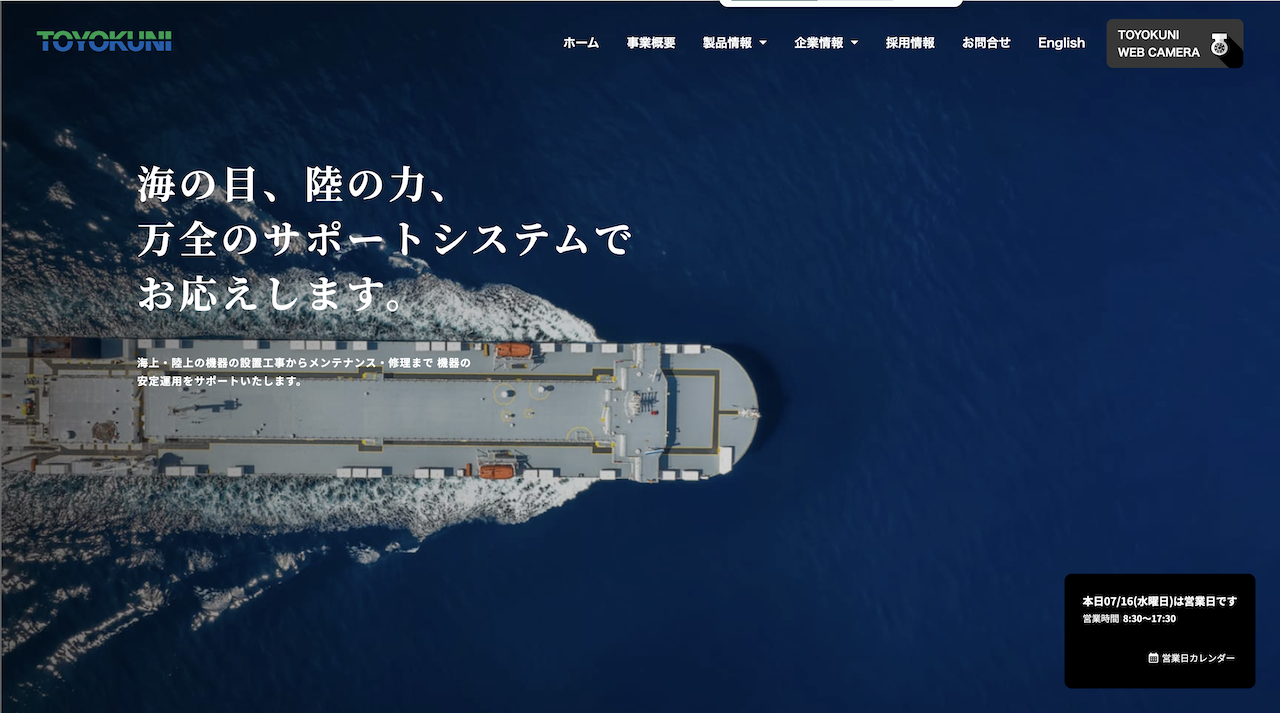 TOYOKUNI
ホーム 事業概要 製品情報 企業情報 採用情報 お問合せ English
TOYOKUNI
WEB CAMERA
海の目、陸の力、
万全のサポートシステムで
お応えします。
海上・陸上の機器の設置工事からメンテナンス・修理まで 機器の
安定運用をサポートいたします。
本日07/16(水曜日)は営業日です
営業時間 8:30〜17:30
営業日カレンダー